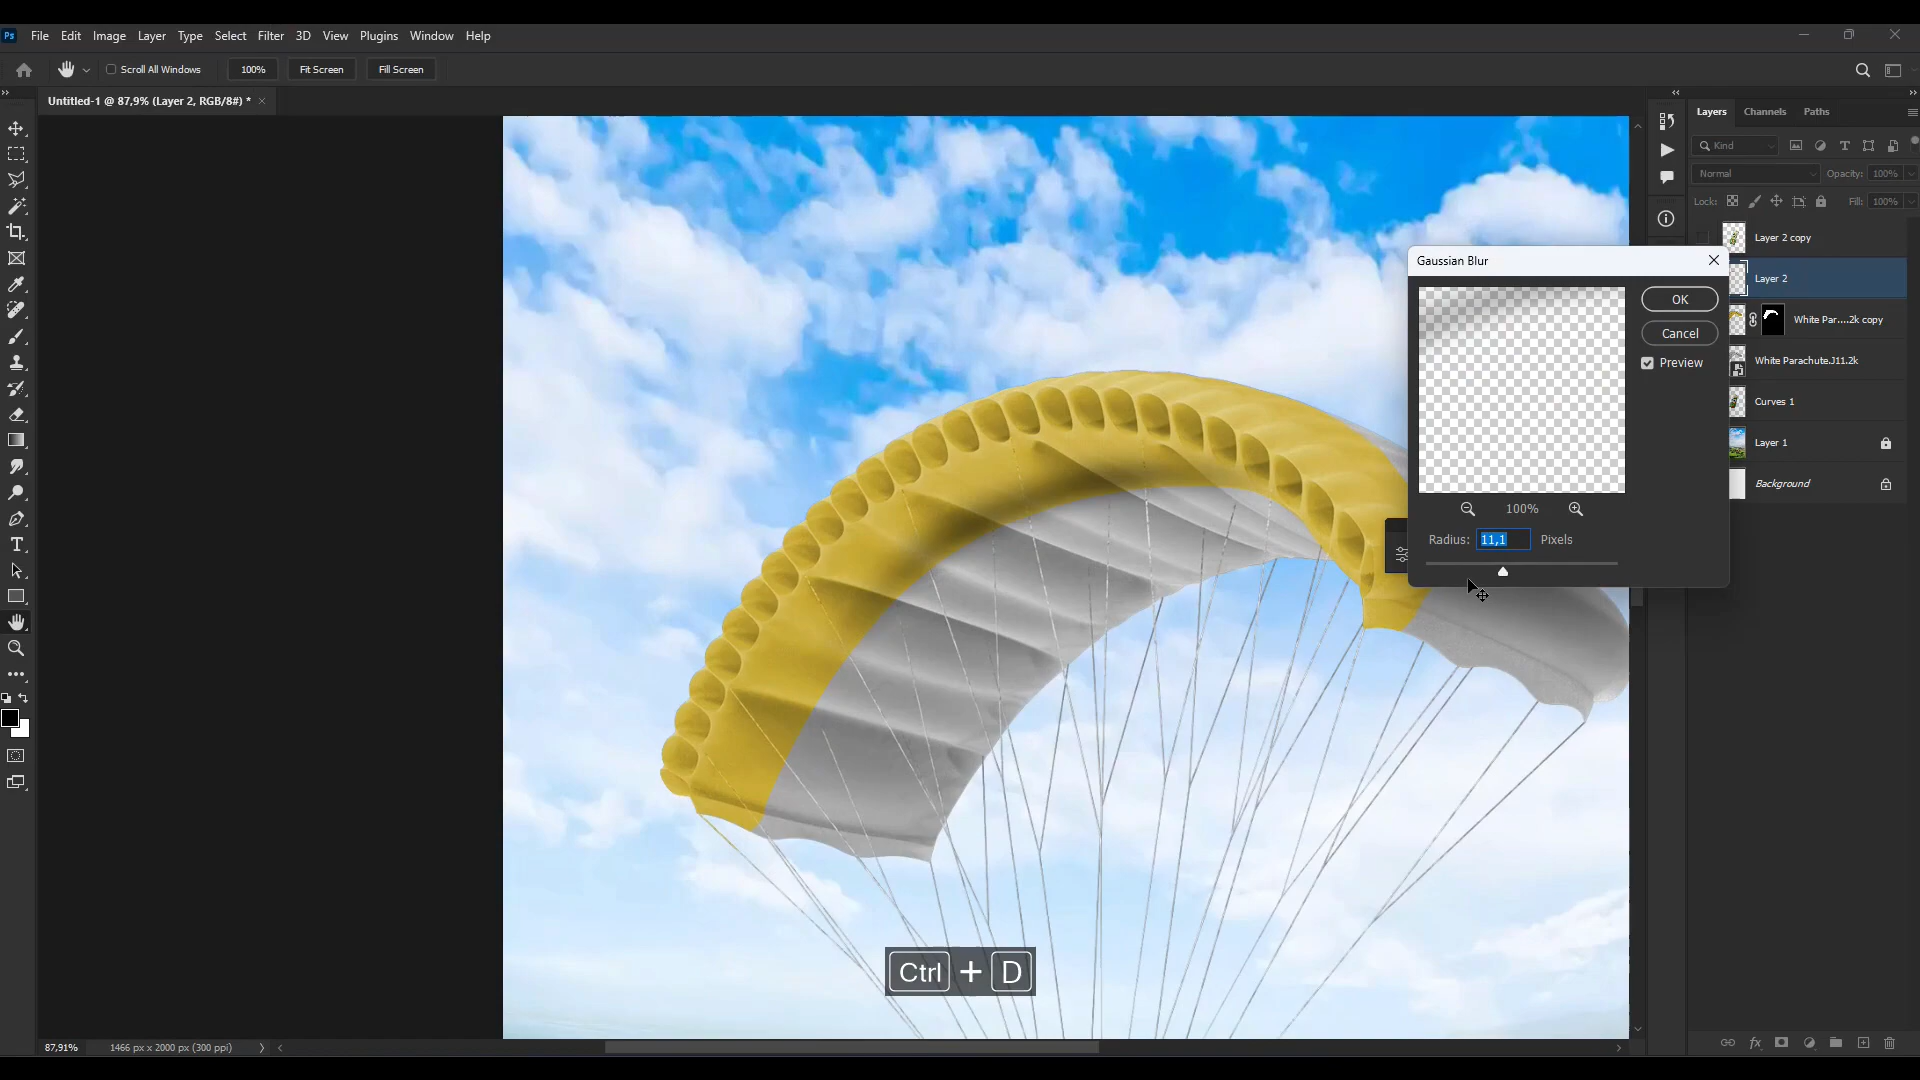 Ps File Edit Image Layer Type Select Filter 3D View Plugins Window Help
Scroll All Windows 100% Fit Screen Fill Screen
Untitled-1 @ 87,9% (Layer 2, RGB/8#) *
Layers Channels Paths
Kind
Normal Opacity: 100%
Lock: Fill: 100%
Layer 2 copy
Layer 2
White Par....2k copy
White Parachute.J11.2k
Curves 1
Layer 1
Background
Gaussian Blur
OK
Cancel
Preview
100%
Radius: 11,1 Pixels
Ctrl + D
87,91% 1466 px x 2000 px (300 ppi)
fx